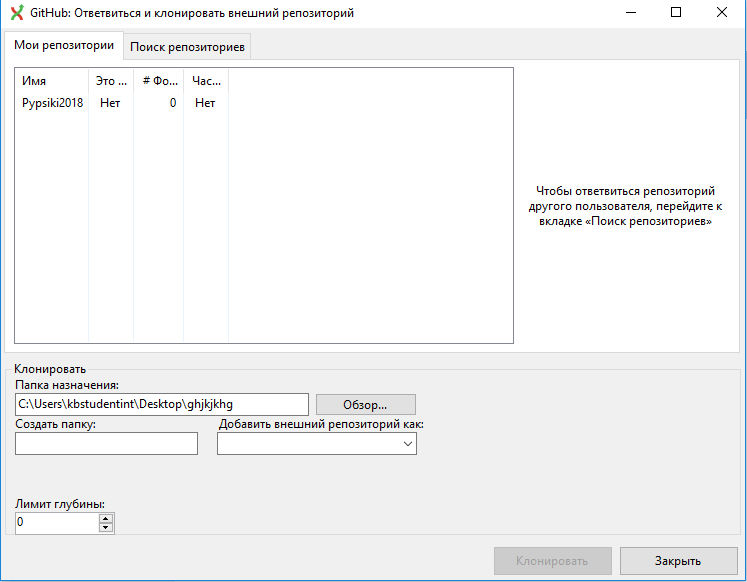 GitHub: Ответвиться и клонировать внешний репозиторий
Мои репозитории
Поиск репозиториев
Имя Это ... # Фо... Час...
Pypsiki2018 Нет 0 Нет
Чтобы ответвиться репозиторий
другого пользователя, перейдите к
вкладке «Поиск репозиториев»
Клонировать
Папка назначения:
C:\Users\kbstudentint\Desktop\ghjkjkhg
Обзор...
Создать папку:
Добавить внешний репозиторий как:
Лимит глубины:
0
Клонировать
Закрыть